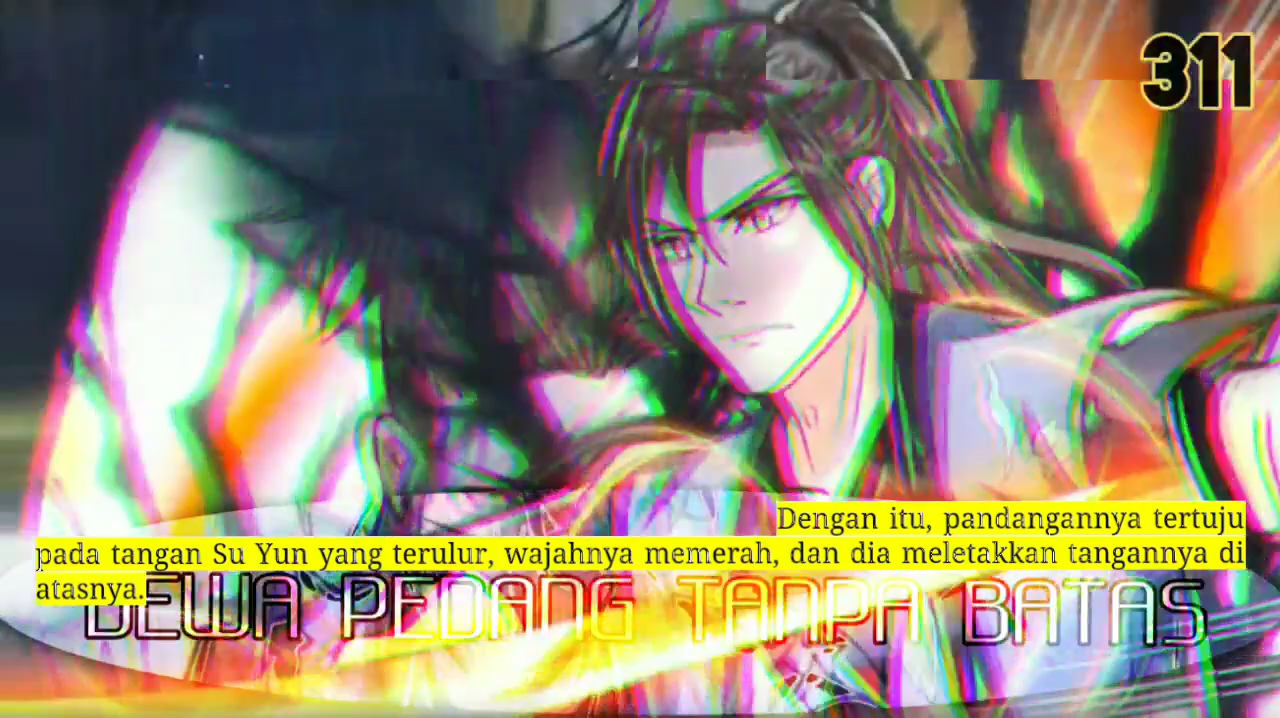 311
Dengan itu, pandangannya tertuju
pada tangan Su Yun yang terulur, wajahnya memerah, dan dia meletakkan tangannya di
atasnya.
DEWA PEDANG TANPA BATAS